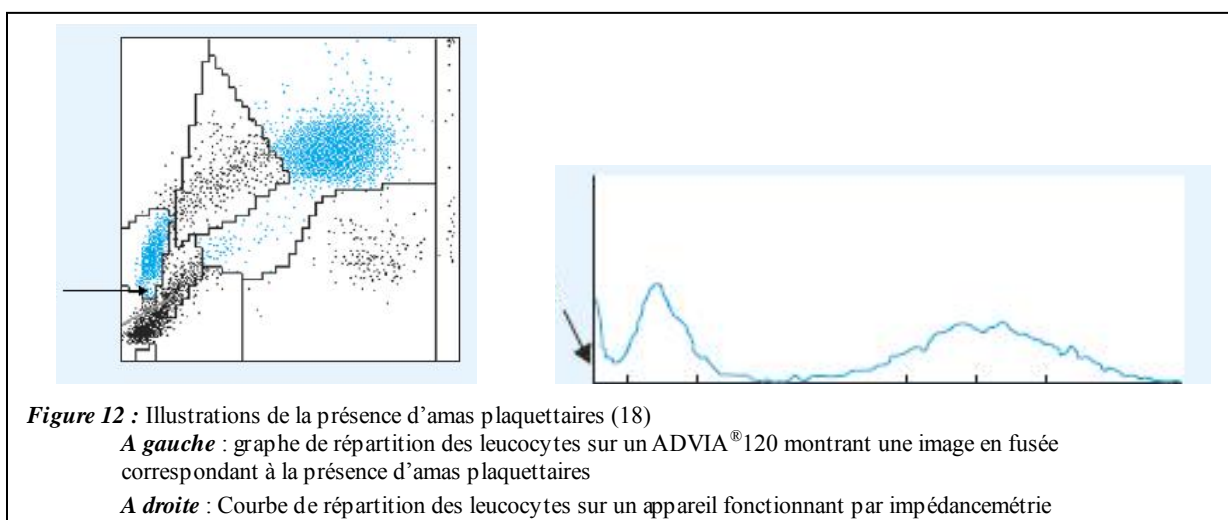 Figure 12 : Illustrations de la présence d'amas plaquettaires (18)
A gauche : graphe de répartition des leucocytes sur un ADVIA®120 montrant une image en fusée
correspondant à la présence d'amas plaquettaires
A droite : Courbe de répartition des leucocytes sur un appareil fonctionnant par impédancemétrie